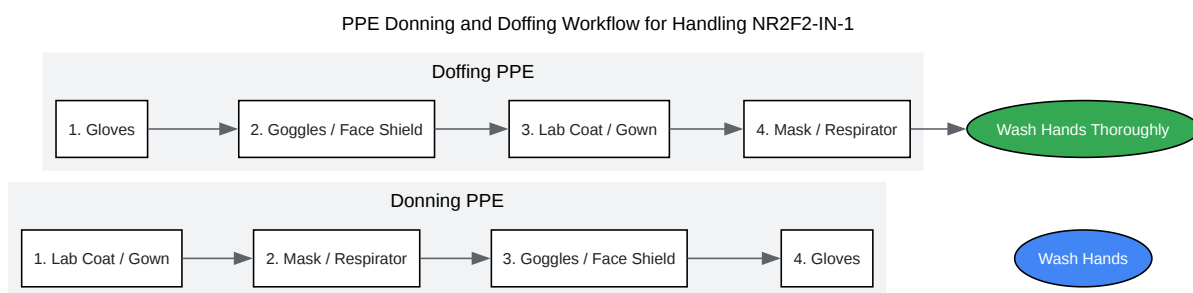 PPE Donning and Doffing Workflow for Handling NR2F2-IN-1
Doffing PPE
1. Gloves
2. Goggles / Face Shield
3. Lab Coat / Gown
4. Mask / Respirator
Wash Hands Thoroughly
Donning PPE
1. Lab Coat / Gown
2. Mask / Respirator
3. Goggles / Face Shield
4. Gloves
Wash Hands